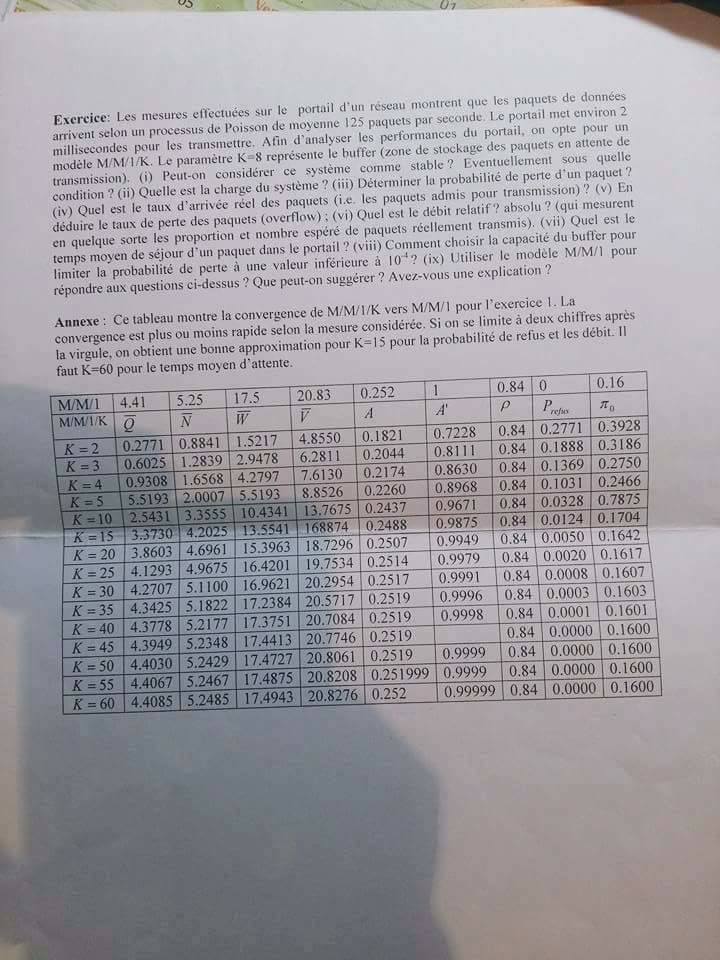 Exercice: Les mesures effectuées sur le portail d'un réseau montrent que les paquets de données
arrivent selon un processus de Poisson de moyenne 125 paquets par seconde. Le portail met environ 2
millisecondes pour les transmettre. Afin d'analyser les performances du portail, on opte pour un
modèle M/M/1/K. Le paramètre K=8 représente le buffer (zone de stockage des paquets en attente de
transmission). (i) Peut-on considérer ce système comme stable ? Eventuellement sous quelle
condition ? (ii) Quelle est la charge du système ? (iii) Déterminer la probabilité de perte d'un paquet ?
(iv) Quel est le taux d'arrivée réel des paquets (i.e. les paquets admis pour transmission) ? (v) En
déduire le taux de perte des paquets (overflow) ; (vi) Quel est le débit relatif ? absolu ? (qui mesurent
en quelque sorte les proportion et nombre espéré de paquets réellement transmis). (vii) Quel est le
temps moyen de séjour d'un paquet dans le portail ? (viii) Comment choisir la capacité du buffer pour
limiter la probabilité de perte à une valeur inférieure à 10⁻⁴ ? (ix) Utiliser le modèle M/M/1 pour
répondre aux questions ci-dessus ? Que peut-on suggérer ? Avez-vous une explication ?
Annexe : Ce tableau montre la convergence de M/M/1/K vers M/M/1 pour l'exercice 1. La
convergence est plus ou moins rapide selon la mesure considérée. Si on se limite à deux chiffres après
la virgule, on obtient une bonne approximation pour K=15 pour la probabilité de refus et les débit. Il
faut K=60 pour le temps moyen d'attente.
M/M/1 4.41 5.25 17.5 20.83 0.252 1 0.84 0 0.16
M/M/1/K Q̅ N̅ W̅ V̅ A A' ρ P_refus π₀
K = 2 0.2771 0.8841 1.5217 4.8550 0.1821 0.7228 0.84 0.2771 0.3928
K = 3 0.6025 1.2839 2.9478 6.2811 0.2044 0.8111 0.84 0.1888 0.3186
K = 4 0.9308 1.6568 4.2797 7.6130 0.2174 0.8630 0.84 0.1369 0.2750
K = 5 5.5193 2.0007 5.5193 8.8526 0.2260 0.8968 0.84 0.1031 0.2466
K =10 2.5431 3.3555 10.4341 13.7675 0.2437 0.9671 0.84 0.0328 0.7875
K = 15 3.3730 4.2025 13.5541 168874 0.2488 0.9875 0.84 0.0124 0.1704
K = 20 3.8603 4.6961 15.3963 18.7296 0.2507 0.9949 0.84 0.0050 0.1642
K = 25 4.1293 4.9675 16.4201 19.7534 0.2514 0.9979 0.84 0.0020 0.1617
K = 30 4.2707 5.1100 16.9621 20.2954 0.2517 0.9991 0.84 0.0008 0.1607
K = 35 4.3425 5.1822 17.2384 20.5717 0.2519 0.9996 0.84 0.0003 0.1603
K = 40 4.3778 5.2177 17.3751 20.7084 0.2519 0.9998 0.84 0.0001 0.1601
K = 45 4.3949 5.2348 17.4413 20.7746 0.2519 0.84 0.0000 0.1600
K = 50 4.4030 5.2429 17.4727 20.8061 0.2519 0.9999 0.84 0.0000 0.1600
K = 55 4.4067 5.2467 17.4875 20.8208 0.251999 0.9999 0.84 0.0000 0.1600
K = 60 4.4085 5.2485 17.4943 20.8276 0.252 0.99999 0.84 0.0000 0.1600